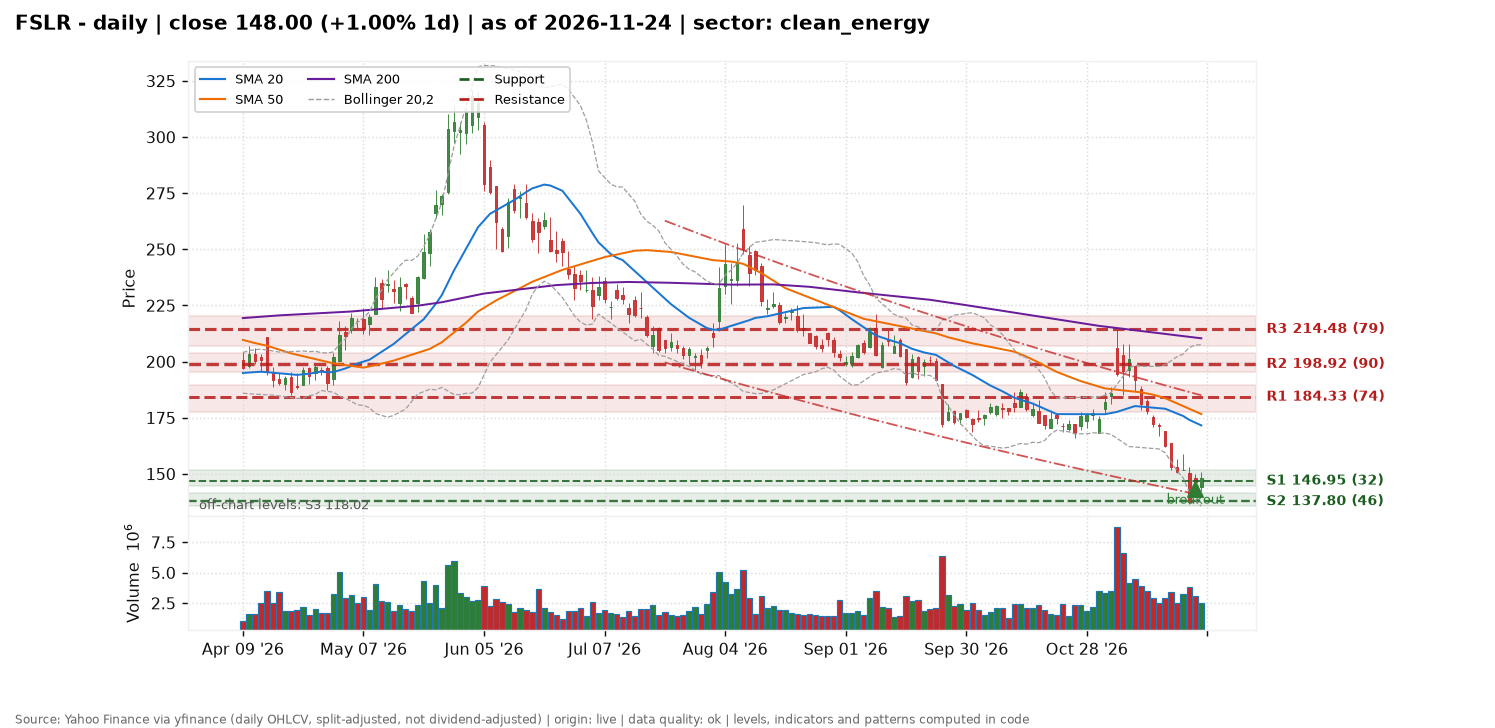 FSLR - daily | close 148.00 (+1.00% 1d) | as of 2026-11-24 | sector: clean_energy
SMA 20
SMA 50
SMA 200
Bollinger 20,2
Support
Resistance
Price
325
300
275
250
225
200
175
150
R3 214.48 (79)
R2 198.92 (90)
R1 184.33 (74)
S1 146.95 (32)
S2 137.80 (46)
off-chart levels: S3 118.02
breakout
Volume 10⁶
7.5
5.0
2.5
Apr 09 '26
May 07 '26
Jun 05 '26
Jul 07 '26
Aug 04 '26
Sep 01 '26
Sep 30 '26
Oct 28 '26
Source: Yahoo Finance via yfinance (daily OHLCV, split-adjusted, not dividend-adjusted) | origin: live | data quality: ok | levels, indicators and patterns computed in code